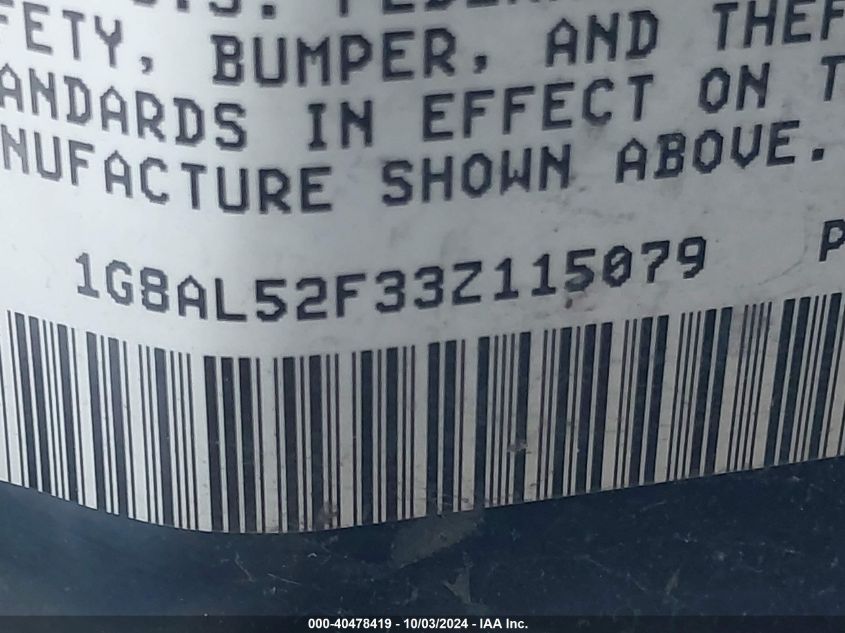 FETY, BUMPER, AND THEF
ANDARDS IN EFFECT ON T
NUFACTURE SHOWN ABOVE.
1G8AL52F33Z115079 P
000-40478419 - 10/03/2024 - IAA Inc.